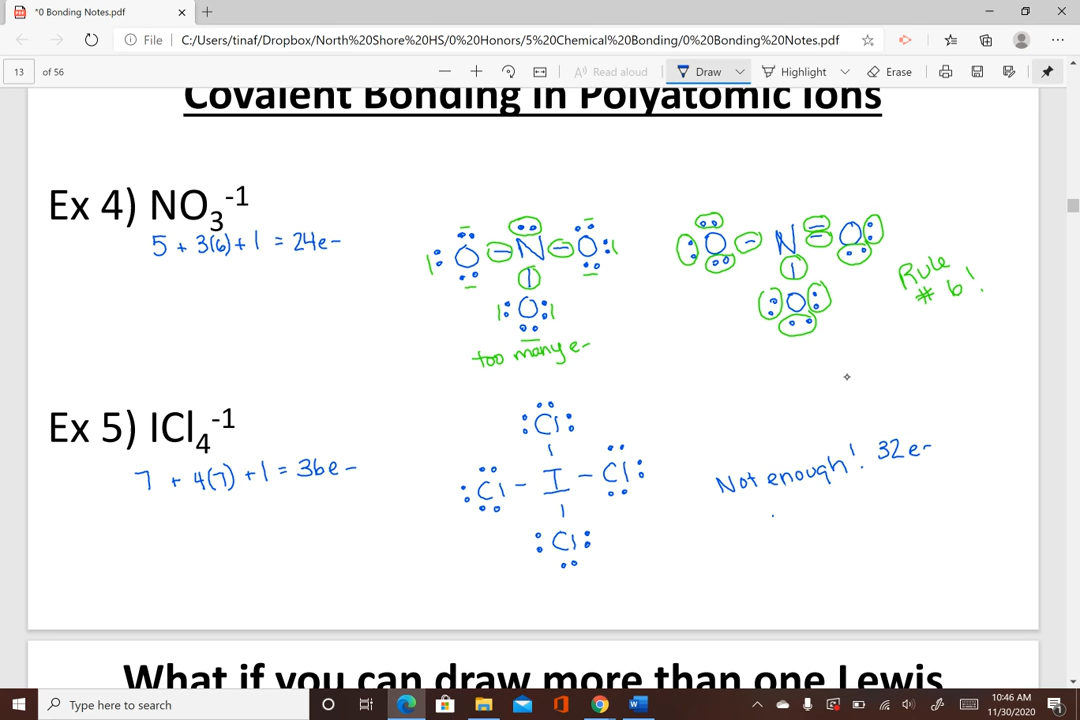 *0 Bonding Notes.pdf
File C:/Users/tinaf/Dropbox/North%20Shore%20HS/0%20Honors/5%20Chemical%20Bonding/0%20Bonding%20Notes.pdf
13 of 56 Read aloud Draw Highlight Erase
Covalent Bonding in Polyatomic Ions
Ex 4) NO3-1
5 + 3(6) + 1 = 24e-
O - N - O
O
too many e-
O - N = O
O
Rule
# 6!
Ex 5) ICl4-1
7 + 4(7) + 1 = 36e-
Cl
Cl - I - Cl
Cl
Not enough! 32e-
What if you can draw more than one Lewis
Type here to search
10:46 AM
11/30/2020